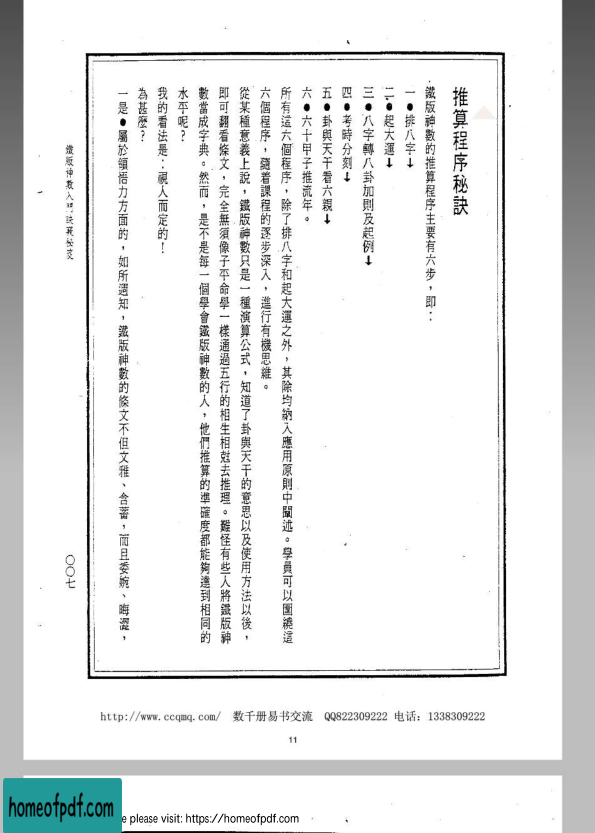 推算程序秘訣
鐵版神數的推算程序主要有六步，即：
一●排八字↓
二●起大運↓
三●八字轉八卦加則及起例↓
四●考時分刻↓
五●卦與天干看六親↓
六●六十甲子推流年。
所有這六個程序，除了排八字和起大運之外，其除均納入應用原則中闡述。學員可以圍繞這
六個程序，隨着課程的逐步深入，進行有機思維。
從某種意義上說，鐵版神數只是一種演算公式，知道了卦與天干的意思以及使用方法以後，
即可翻看條文，完全無須像子平命學一樣通過五行的相生相尅去推理。難怪有些人將鐵版神
數當成字典。然而，是不是每一個學會鐵版神數的人，他們推算的準確度都能夠達到相同的
水平呢？
我的看法是：視人而定的！
為甚麼？
一是●屬於領悟力方面的，如所週知，鐵版神數的條文不但文雅、含蓄，而且委婉、晦澀，
鐵版神數入門訣竅秘笈
〇〇七
http://www.ccqmq.com/ 数千册易书交流 QQ822309222 电话: 1338309222
11
homeofpdf.com
e please visit: https://homeofpdf.com